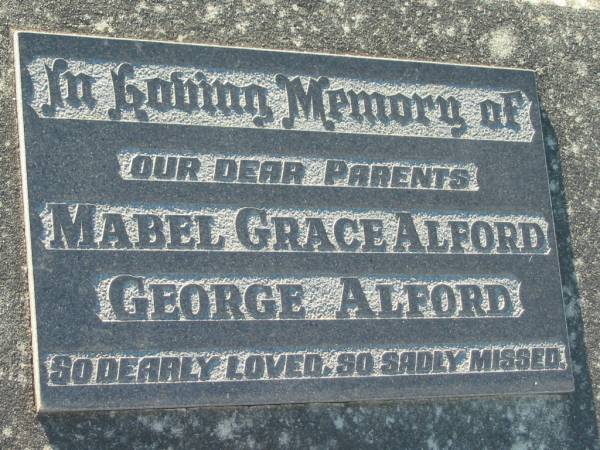 In Loving Memory of
OUR DEAR PARENTS
MABEL GRACE ALFORD
GEORGE ALFORD
SO DEARLY LOVED, SO SADLY MISSED.